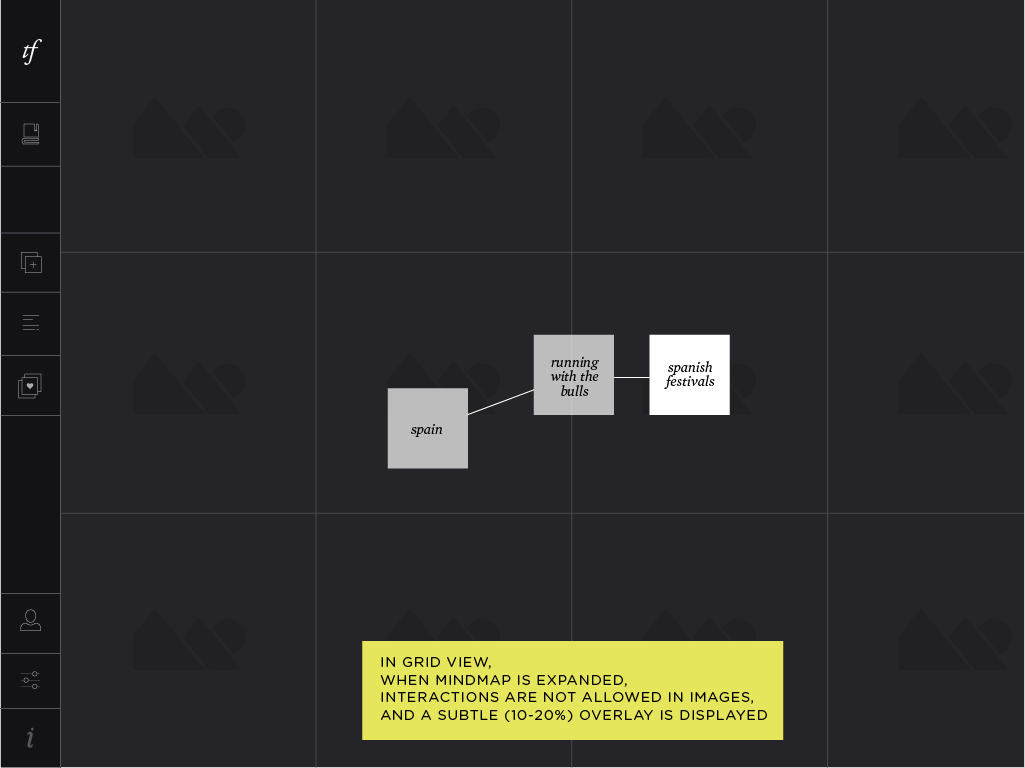 tf
running
with the
bulls
spanish
festivals
spain
IN GRID VIEW,
WHEN MINDMAP IS EXPANDED,
INTERACTIONS ARE NOT ALLOWED IN IMAGES,
AND A SUBTLE (10-20%) OVERLAY IS DISPLAYED
i